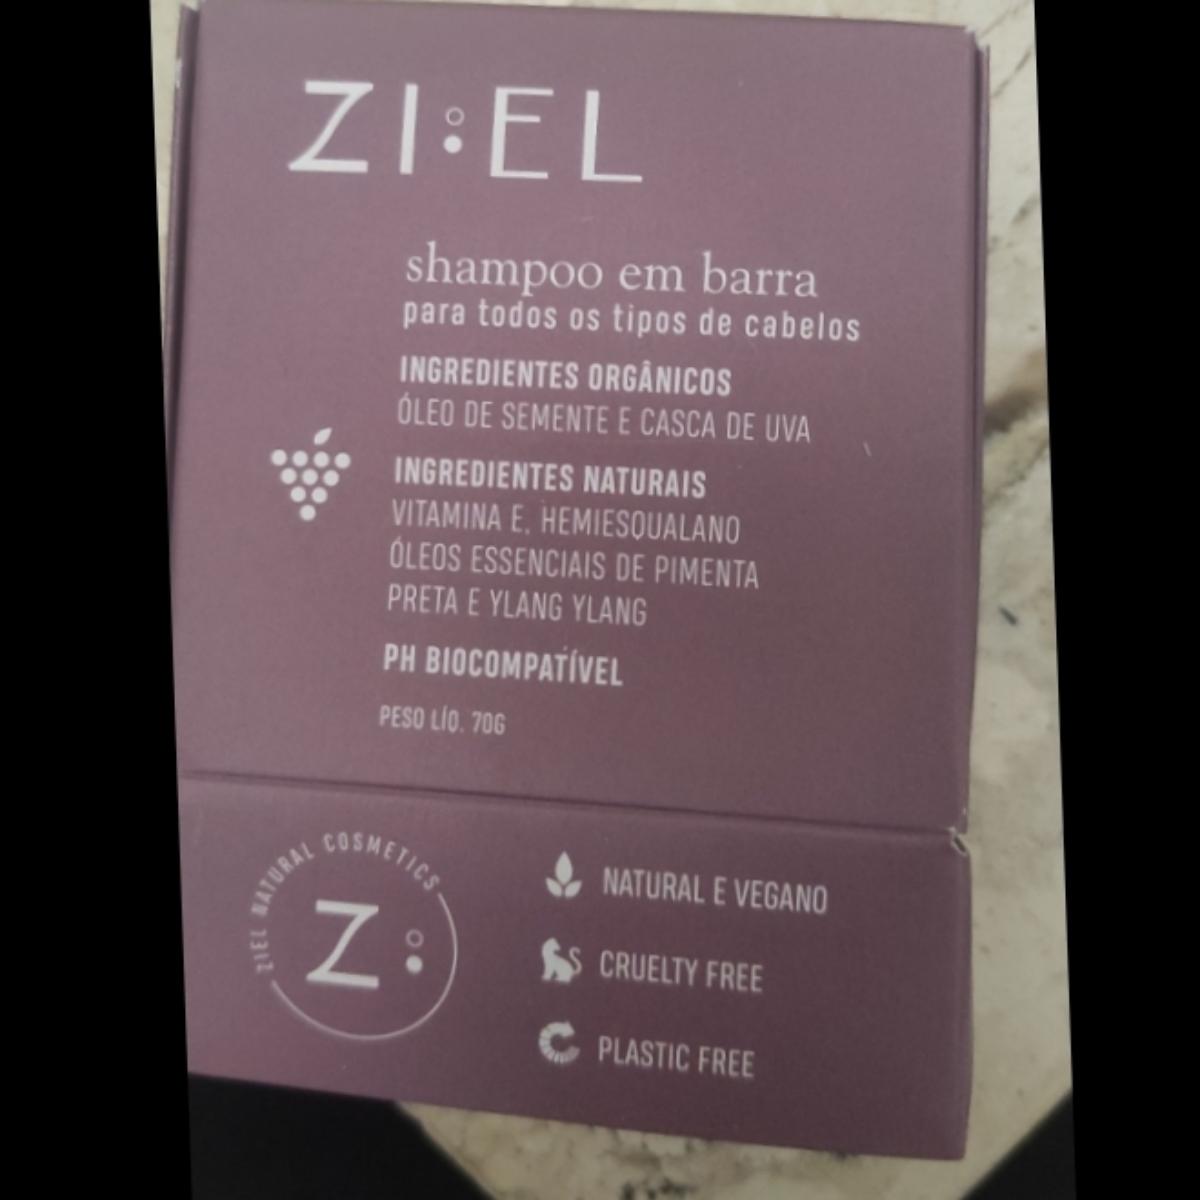 ZI:EL
shampoo em barra
para todos os tipos de cabelos
INGREDIENTES ORGÂNICOS
ÓLEO DE SEMENTE E CASCA DE UVA
INGREDIENTES NATURAIS
VITAMINA E, HEMIESQUALANO
ÓLEOS ESSENCIAIS DE PIMENTA
PRETA E YLANG YLANG
PH BIOCOMPATÍVEL
PESO LÍQ. 70G
ZIEL NATURAL COSMETICS
Z:
NATURAL E VEGANO
CRUELTY FREE
PLASTIC FREE